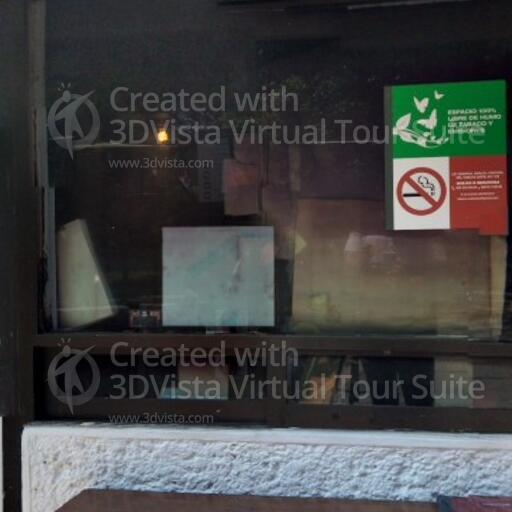 Created with
3DVista Virtual Tour Suite
www.3dvista.com
ESPACIO 100%
LIBRE DE HUMO
DE TABACO Y
EMISIONES
Created with
3DVista Virtual Tour Suite
www.3dvista.com